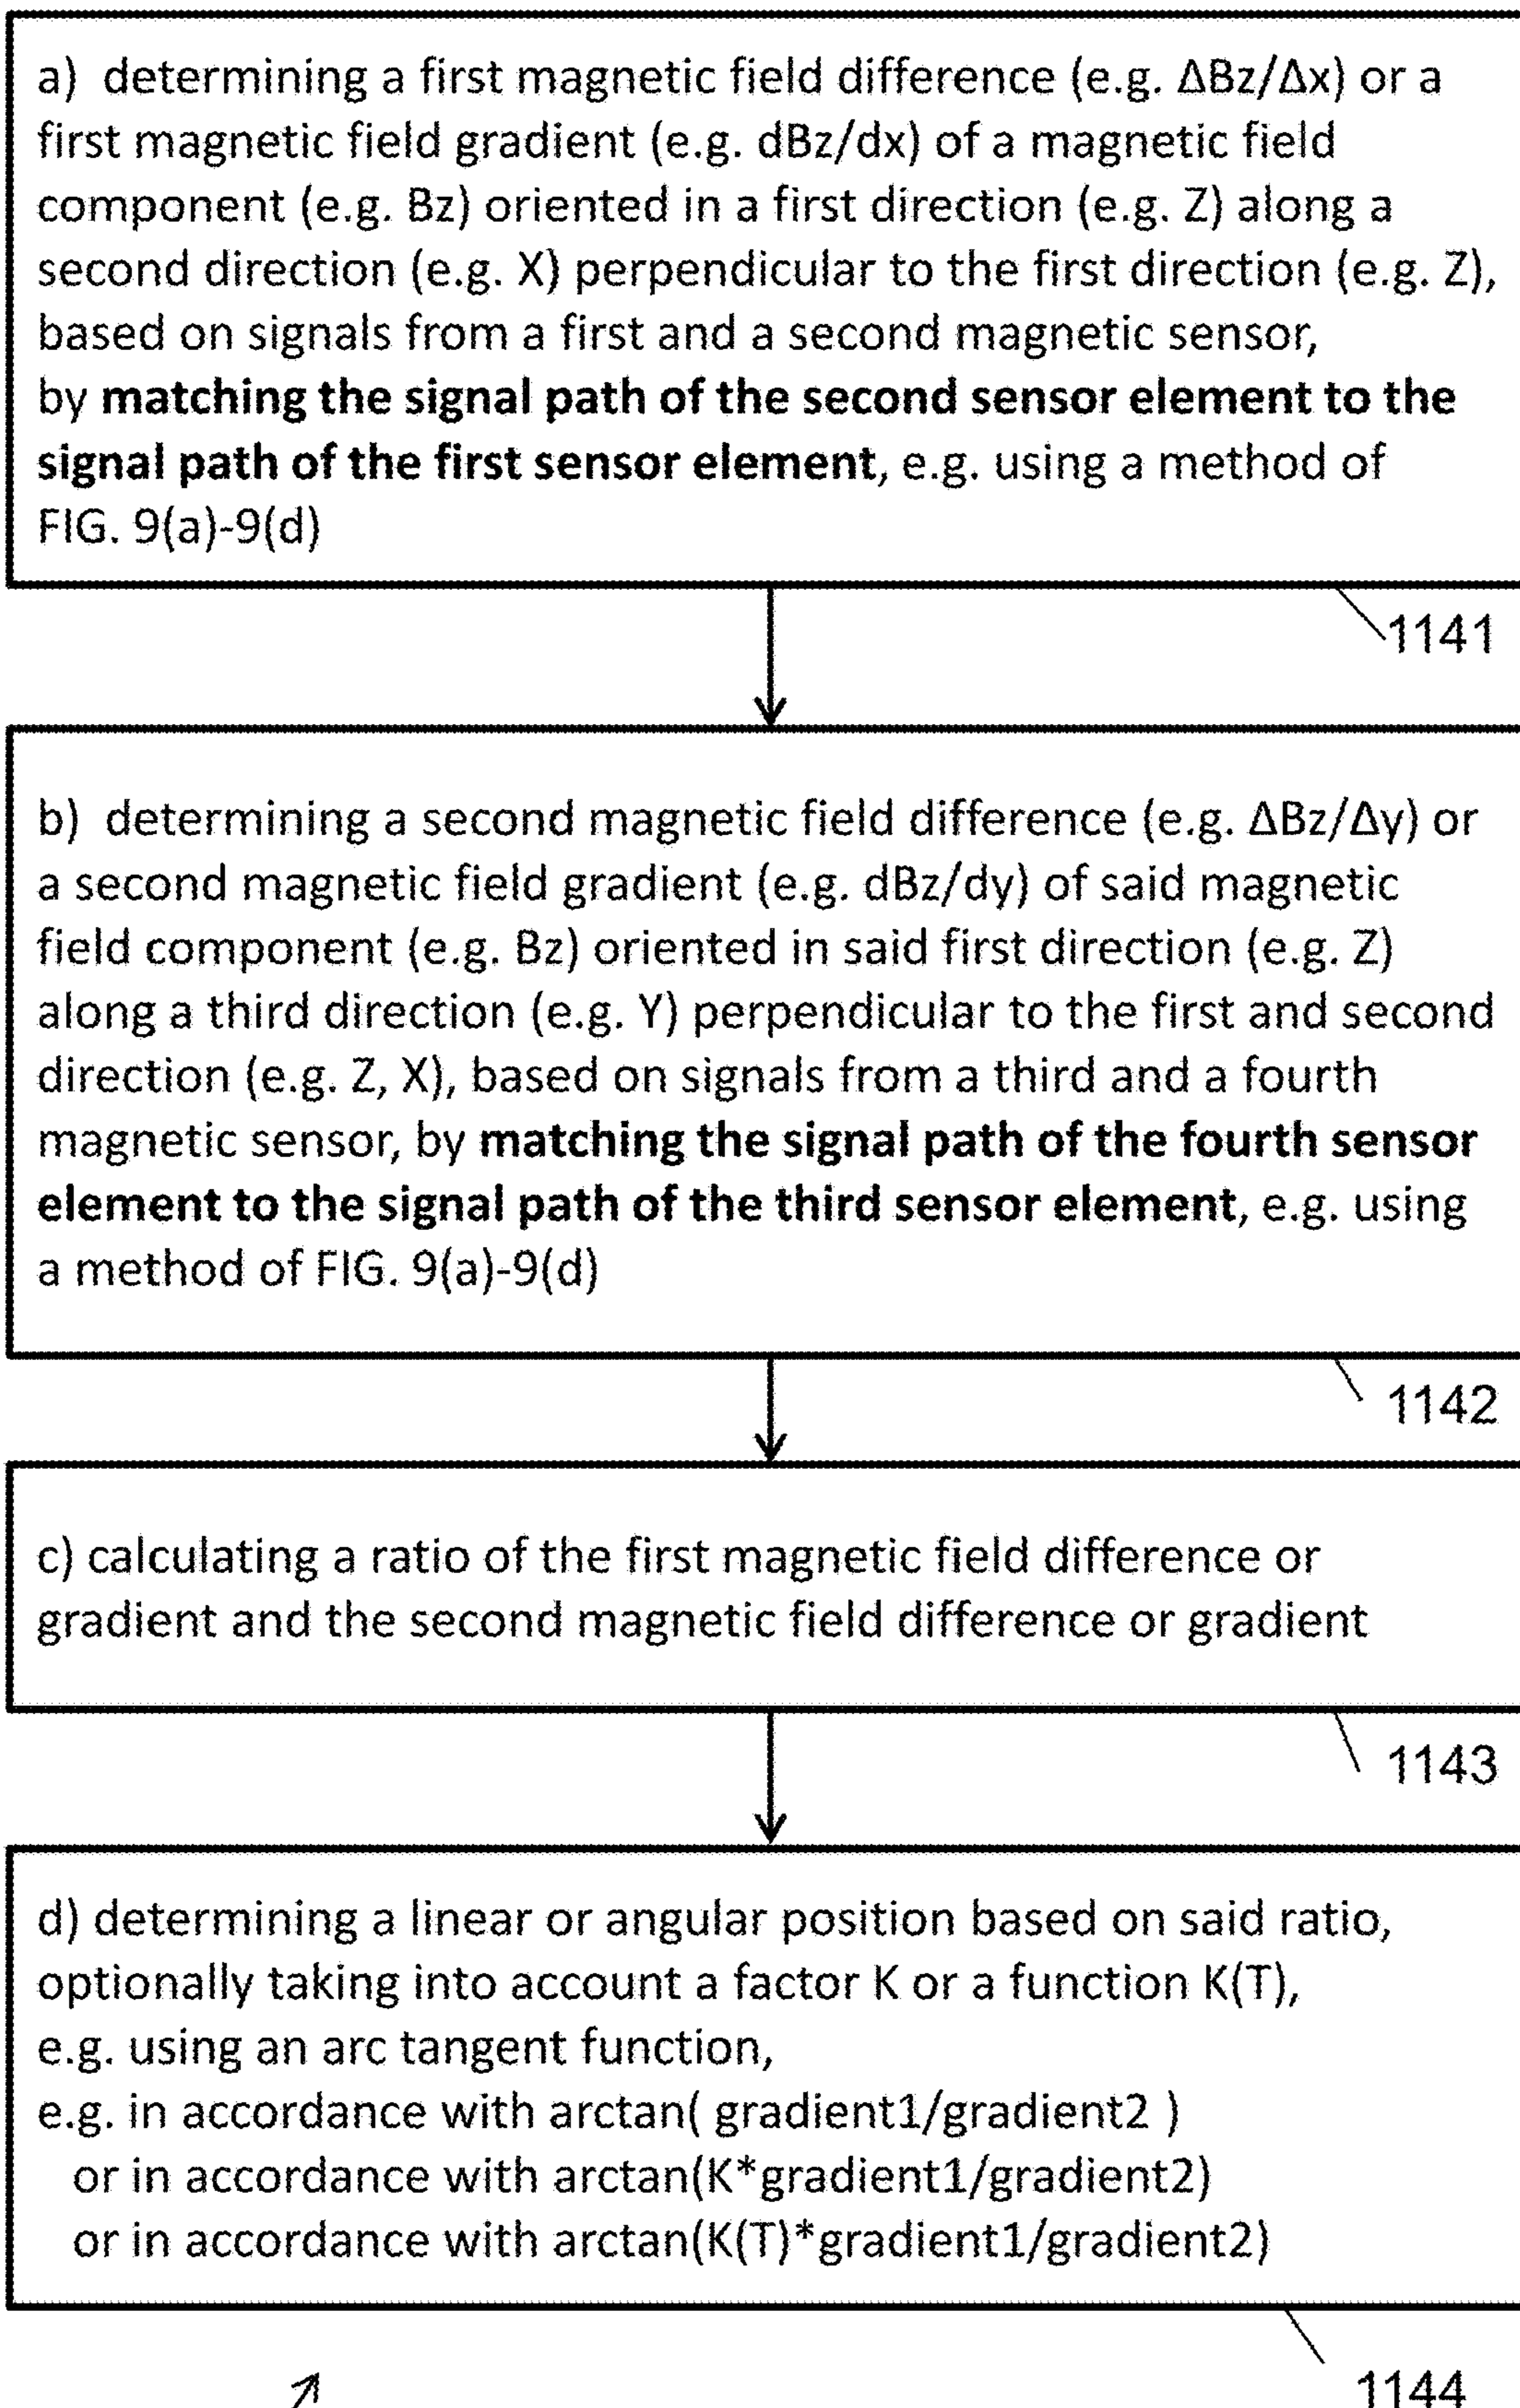 a) determining a first magnetic field difference (e.g. ΔBz/Δx) or a
first magnetic field gradient (e.g. dBz/dx) of a magnetic field
component (e.g. Bz) oriented in a first direction (e.g. Z) along a
second direction (e.g. X) perpendicular to the first direction (e.g. Z),
based on signals from a first and a second magnetic sensor,
by matching the signal path of the second sensor element to the
signal path of the first sensor element, e.g. using a method of
FIG. 9(a)-9(d)
1141
b) determining a second magnetic field difference (e.g. ΔBz/Δy) or
a second magnetic field gradient (e.g. dBz/dy) of said magnetic
field component (e.g. Bz) oriented in said first direction (e.g. Z)
along a third direction (e.g. Y) perpendicular to the first and second
direction (e.g. Z, X), based on signals from a third and a fourth
magnetic sensor, by matching the signal path of the fourth sensor
element to the signal path of the third sensor element, e.g. using
a method of FIG. 9(a)-9(d)
1142
c) calculating a ratio of the first magnetic field difference or
gradient and the second magnetic field difference or gradient
1143
d) determining a linear or angular position based on said ratio,
optionally taking into account a factor K or a function K(T),
e.g. using an arc tangent function,
e.g. in accordance with arctan( gradient1/gradient2 )
or in accordance with arctan(K*gradient1/gradient2)
or in accordance with arctan(K(T)*gradient1/gradient2)
1144